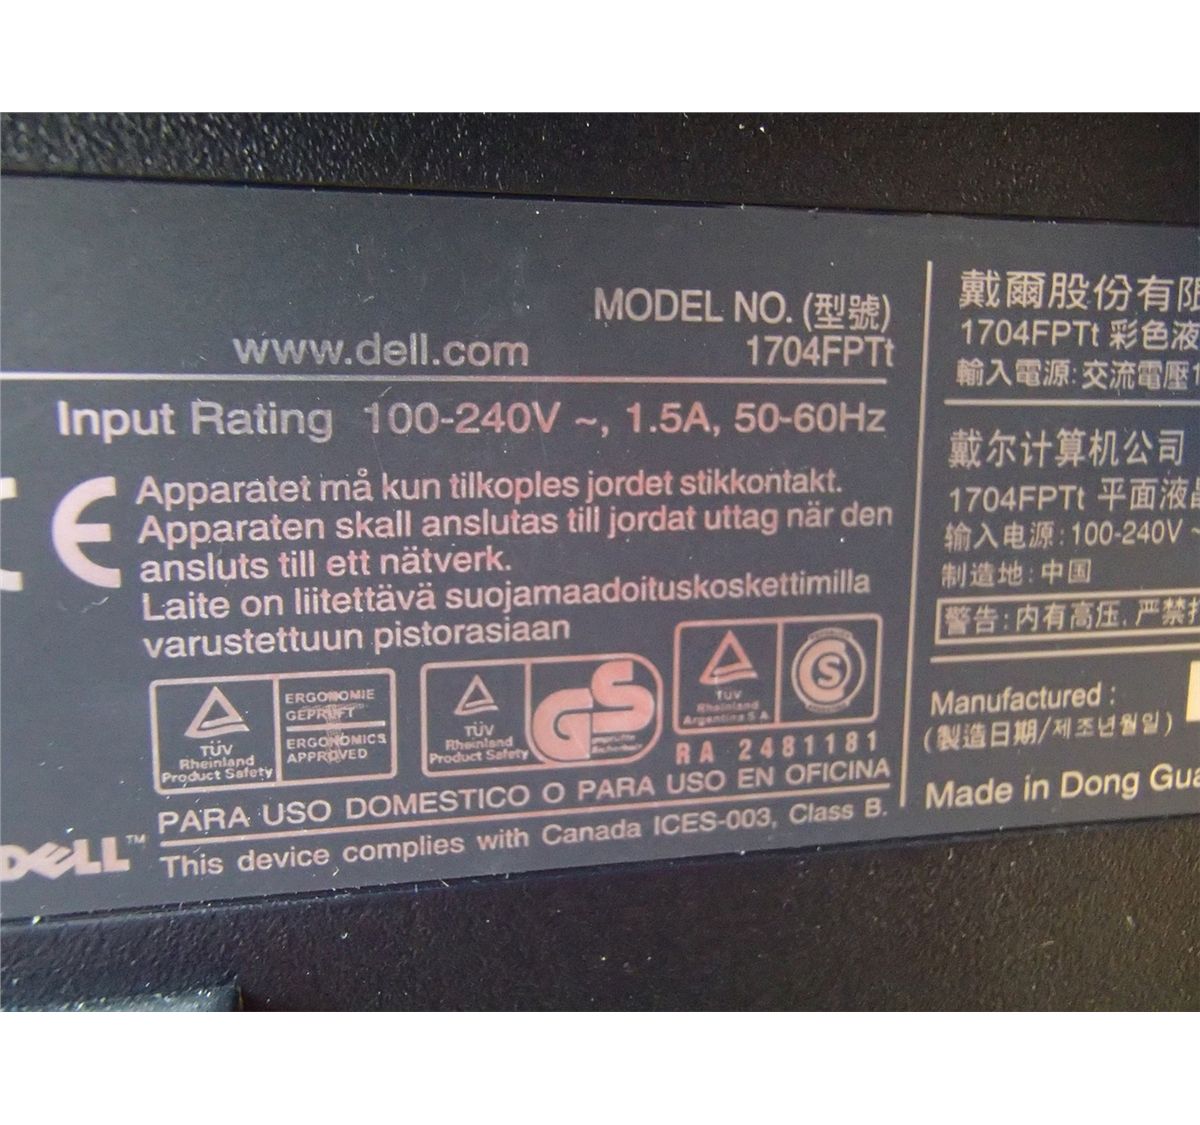 MODEL NO. (型號)
www.dell.com 1704FPTt
Input Rating 100-240V ~, 1.5A, 50-60Hz
CE
Apparatet må kun tilkoples jordet stikkontakt.
Apparaten skall anslutas till jordat uttag när den
ansluts till ett nätverk.
Laite on liitettävä suojamaadoituskoskettimilla
varustettuun pistorasiaan
TÜV
Rheinland
Product Safety
ERGONOMIE
GEPRÜFT
ERGONOMICS
APPROVED
TÜV
Rheinland
Product Safety
GS
geprüfte
Sicherheit
TÜV
Rheinland
Argentina S A
S
RA 2481181
PARA USO DOMESTICO O PARA USO EN OFICINA
DELL™
This device complies with Canada ICES-003, Class B.
戴爾股份有限
1704FPTt 彩色液
輸入電源: 交流電壓1
戴尔计算机公司
1704FPTt 平面液
输入电源: 100-240V ~
制造地: 中国
警告: 内有高压, 严禁
Manufactured :
(製造日期/제조년월일)
Made in Dong Gua